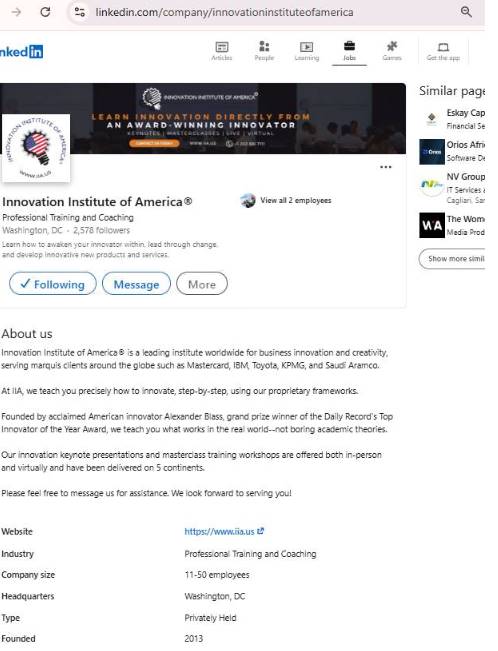 linkedin.com/company/innovationinstituteofamerica
nkedin
Articles
People
Learning
Jobs
Games
Get the app
INNOVATION INSTITUTE OF AMERICA®
LEARN INNOVATION DIRECTLY FROM
AN AWARD-WINNING INNOVATOR
KEYNOTES | MASTERCLASSES | LIVE | VIRTUAL
WWW.IIA.US
INNOVATION INSTITUTE OF AMERICA
WWW.IIA.US
Innovation Institute of America®
View all 2 employees
Professional Training and Coaching
Washington, DC · 2,578 followers
Learn how to awaken your innovator within, lead through change,
and develop innovative new products and services.
Following
Message
More
Similar page
Eskay Cap
Financial Se
Orios
Orios Afri
Software De
NV Group
IT Services a
Cagliari, Sar
WA
The Wome
Media Prod
Show more simil
About us
Innovation Institute of America® is a leading institute worldwide for business innovation and creativity,
serving marquis clients around the globe such as Mastercard, IBM, Toyota, KPMG, and Saudi Aramco.
At IIA, we teach you precisely how to innovate, step-by-step, using our proprietary frameworks.
Founded by acclaimed American innovator Alexander Blass, grand prize winner of the Daily Record's Top
Innovator of the Year Award, we teach you what works in the real world--not boring academic theories.
Our innovation keynote presentations and masterclass training workshops are offered both in-person
and virtually and have been delivered on 5 continents.
Please feel free to message us for assistance. We look forward to serving you!
Website
https://www.iia.us
Industry
Professional Training and Coaching
Company size
11-50 employees
Headquarters
Washington, DC
Type
Privately Held
Founded
2013